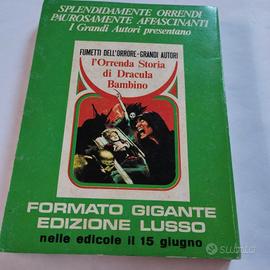 SPLENDIDAMENTE ORRENDI
PAUROSAMENTE AFFASCINANTI
I Grandi Autori presentano
FUMETTI DELL'ORRORE-GRANDI AUTORI
l'Orrenda Storia
di Dracula
Bambino
FORMATO GIGANTE
EDIZIONE LUSSO
nelle edicole il 15 giugno
subito